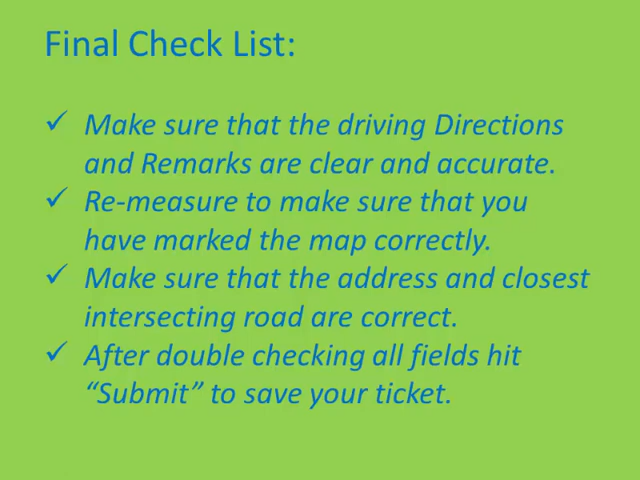 Final Check List:
✓ Make sure that the driving Directions
and Remarks are clear and accurate.
✓ Re-measure to make sure that you
have marked the map correctly.
✓ Make sure that the address and closest
intersecting road are correct.
✓ After double checking all fields hit
“Submit” to save your ticket.